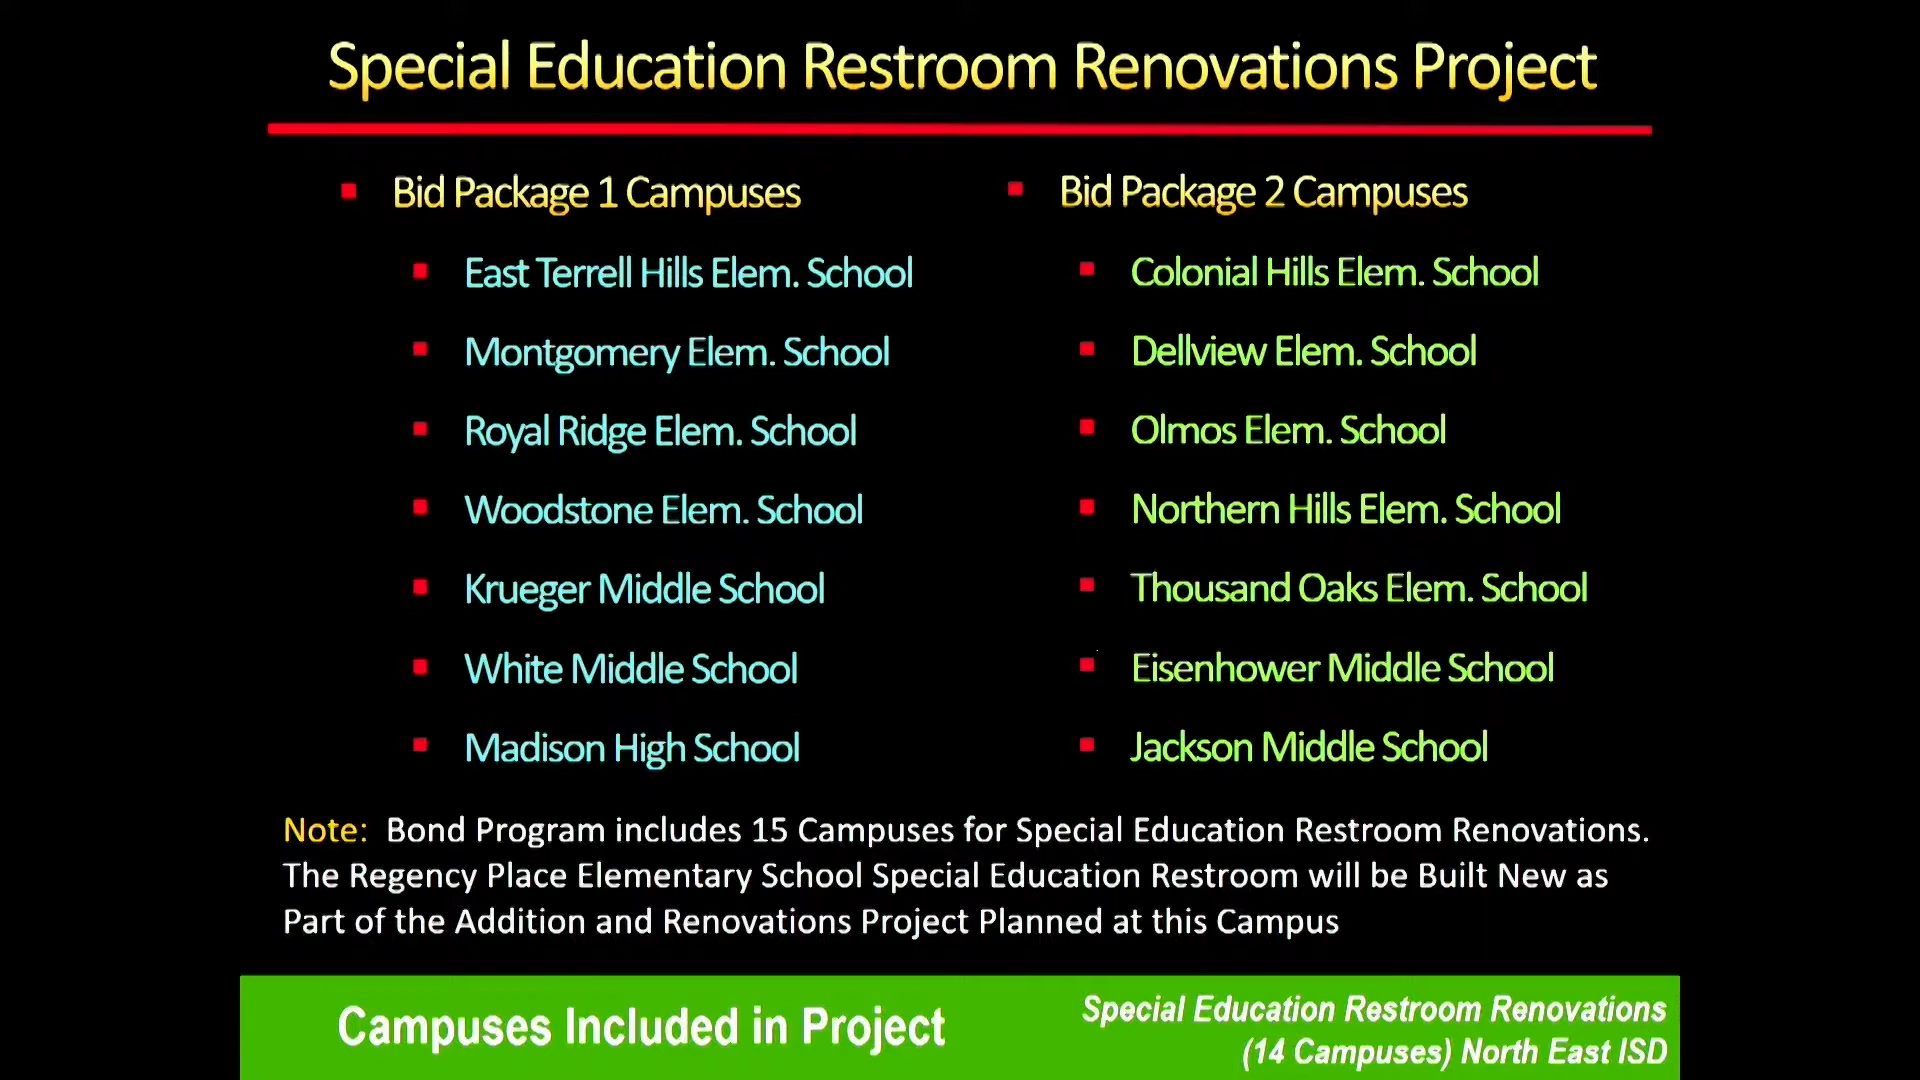 Special Education Restroom Renovations Project
Bid Package 1 Campuses
East Terrell Hills Elem. School
Montgomery Elem. School
Royal Ridge Elem. School
Woodstone Elem. School
Krueger Middle School
White Middle School
Madison High School
Bid Package 2 Campuses
Colonial Hills Elem. School
Dellview Elem. School
Olmos Elem. School
Northern Hills Elem. School
Thousand Oaks Elem. School
Eisenhower Middle School
Jackson Middle School
Note: Bond Program includes 15 Campuses for Special Education Restroom Renovations.
The Regency Place Elementary School Special Education Restroom will be Built New as
Part of the Addition and Renovations Project Planned at this Campus
Campuses Included in Project
Special Education Restroom Renovations
(14 Campuses) North East ISD